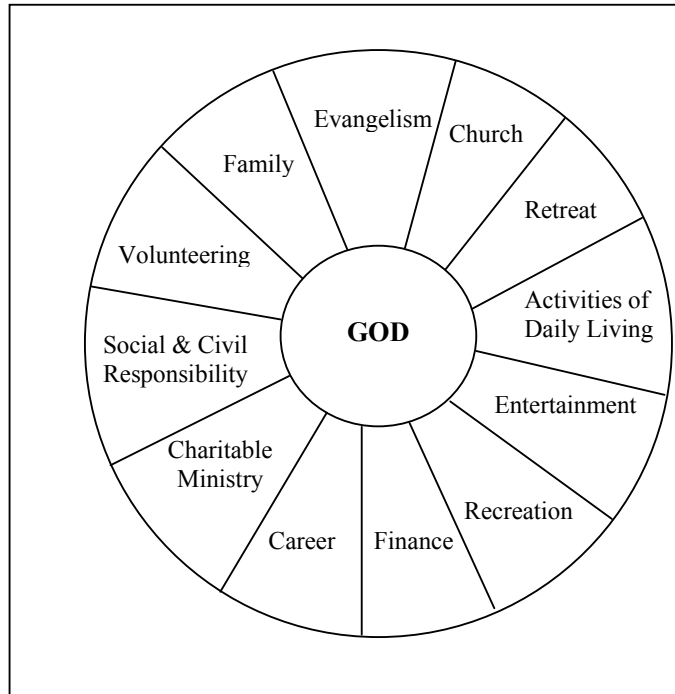 Evangelism
Church
Retreat
Activities of
Daily Living
Entertainment
Recreation
Finance
Career
Charitable
Ministry
Social & Civil
Responsibility
Volunteering
Family
GOD